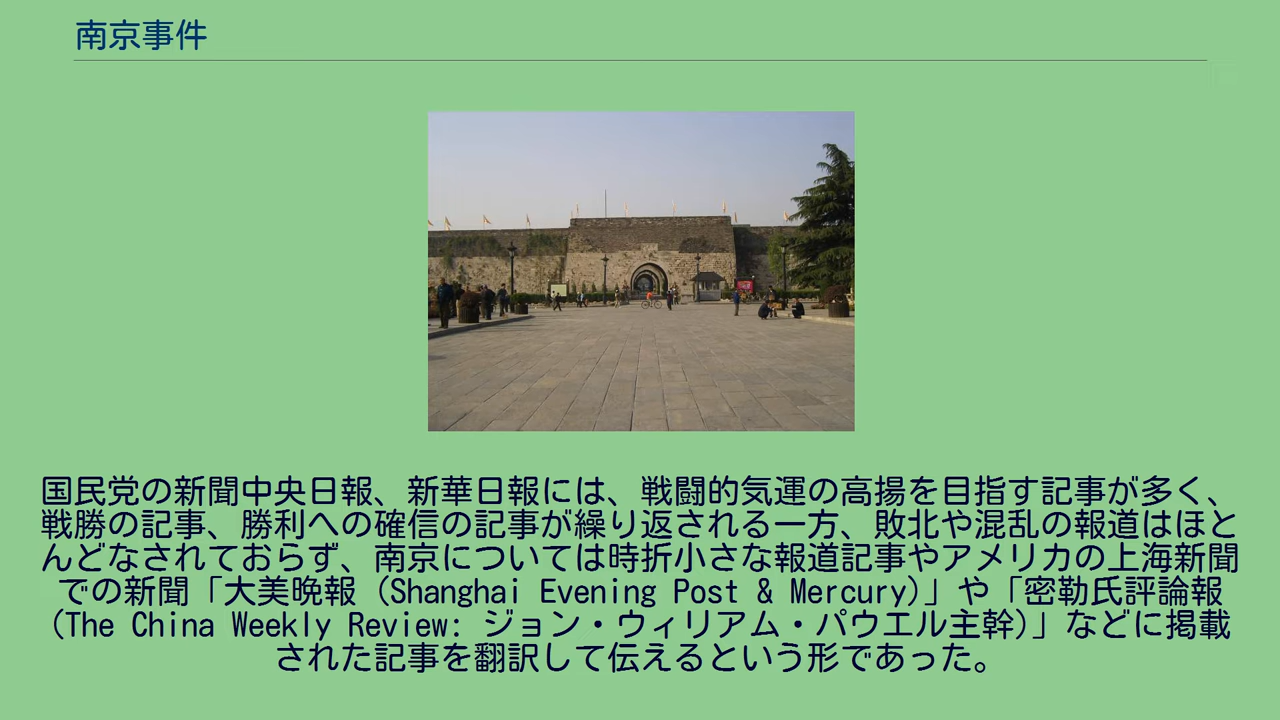 南京事件
国民党の新聞中央日報、新華日報には、戦闘的気運の高揚を目指す記事が多く、
戦勝の記事、勝利への確信の記事が繰り返される一方、敗北や混乱の報道はほと
んどなされておらず、南京については時折小さな報道記事やアメリカの上海新聞
での新聞「大美晩報 (Shanghai Evening Post & Mercury)」や「密勒氏評論報
(The China Weekly Review: ジョン・ウィリアム・パウエル主幹)」などに掲載
された記事を翻訳して伝えるという形であった。